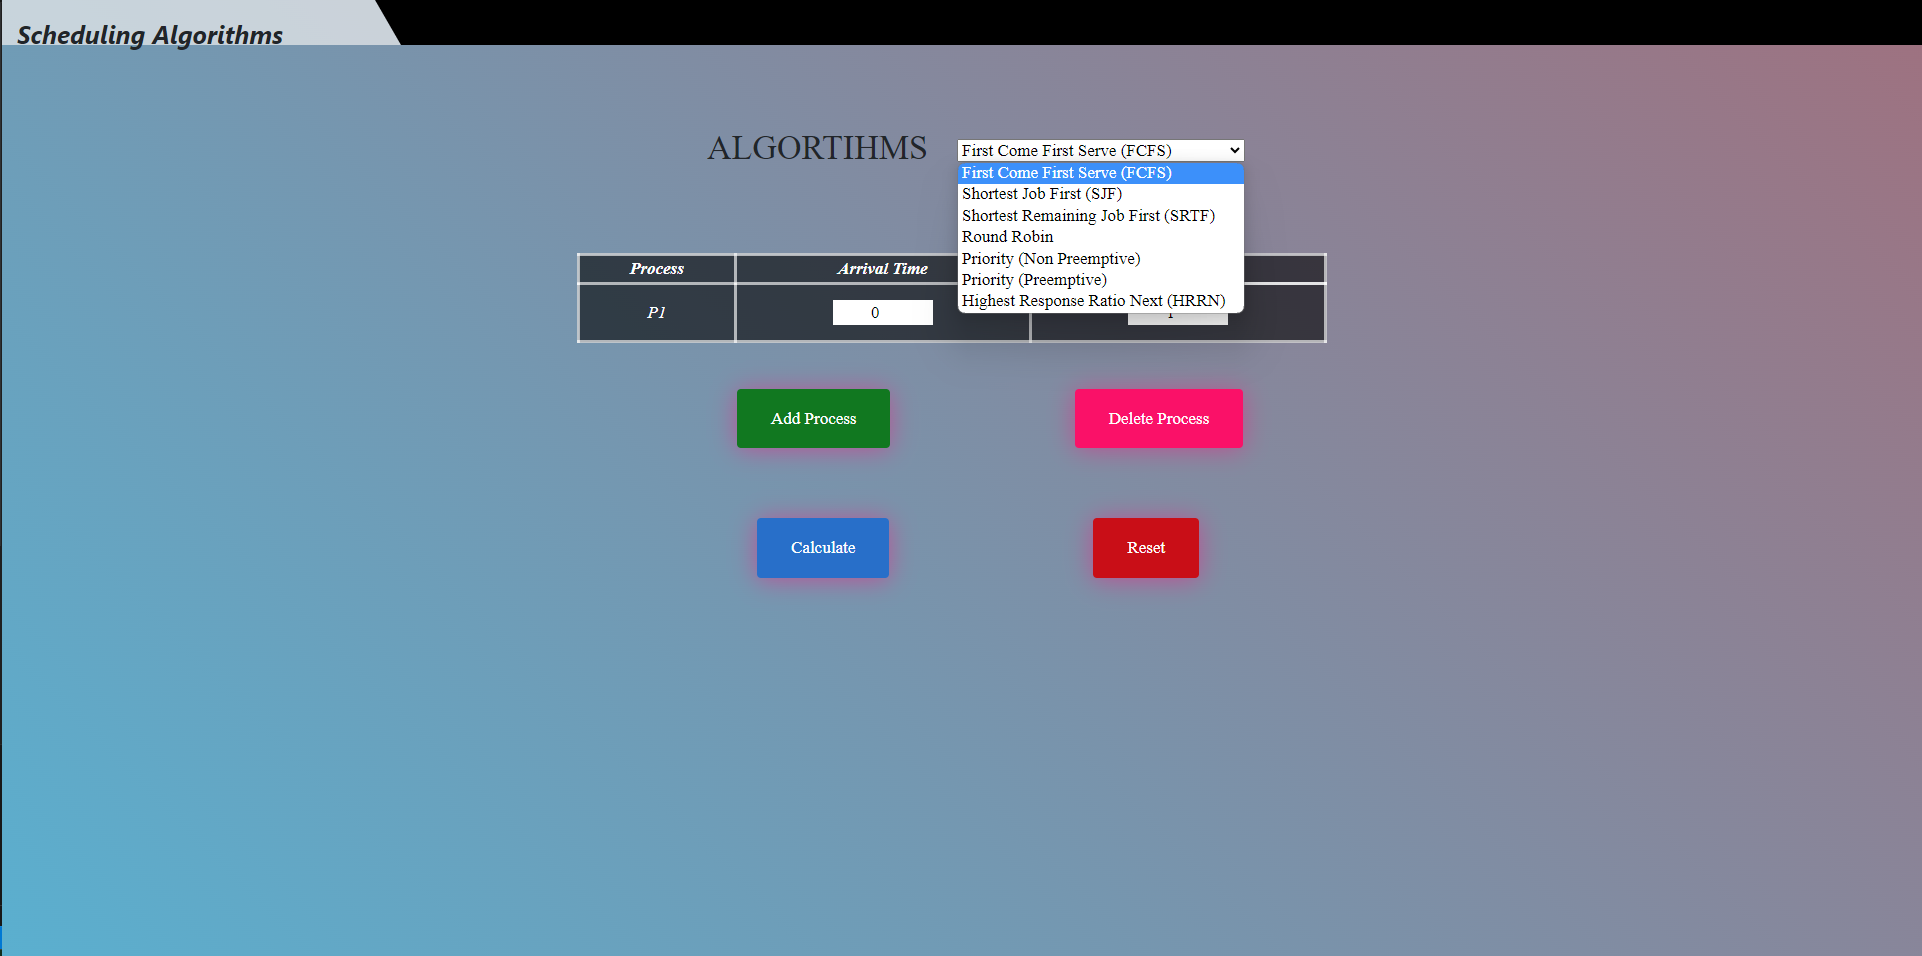 Scheduling Algorithms
ALGORTIHMS
First Come First Serve (FCFS)
First Come First Serve (FCFS)
Shortest Job First (SJF)
Shortest Remaining Job First (SRTF)
Round Robin
Priority (Non Preemptive)
Priority (Preemptive)
Highest Response Ratio Next (HRRN)
Process Arrival Time
P1 0
Add Process Delete Process
Calculate Reset